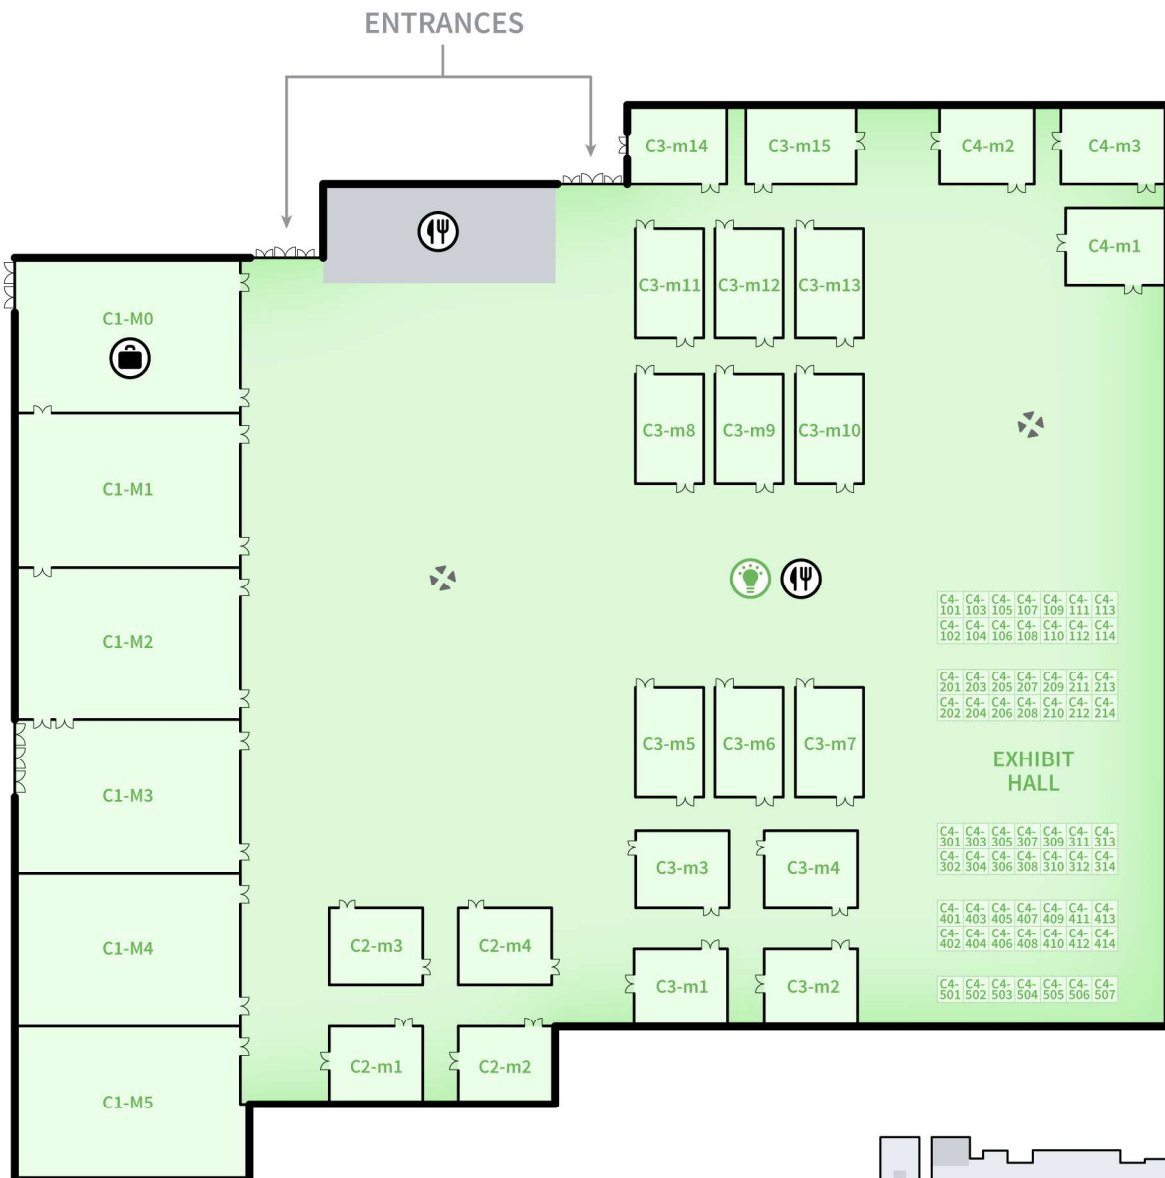 ENTRANCES
C3-m14
C3-m15
C4-m2
C4-m3
C4-m1
C3-m11
C3-m12
C3-m13
C1-M0
C3-m8
C3-m9
C3-m10
C1-M1
C1-M2
C4-101 C4-103 C4-105 C4-107 C4-109 C4-111 C4-113
C4-102 C4-104 C4-106 C4-108 C4-110 C4-112 C4-114
C4-201 C4-203 C4-205 C4-207 C4-209 C4-211 C4-213
C4-202 C4-204 C4-206 C4-208 C4-210 C4-212 C4-214
C3-m5
C3-m6
C3-m7
EXHIBIT
HALL
C1-M3
C4-301 C4-303 C4-305 C4-307 C4-309 C4-311 C4-313
C4-302 C4-304 C4-306 C4-308 C4-310 C4-312 C4-314
C3-m3
C3-m4
C4-401 C4-403 C4-405 C4-407 C4-409 C4-411 C4-413
C4-402 C4-404 C4-406 C4-408 C4-410 C4-412 C4-414
C1-M4
C2-m3
C2-m4
C3-m1
C3-m2
C4-501 C4-502 C4-503 C4-504 C4-505 C4-506 C4-507
C2-m1
C2-m2
C1-M5